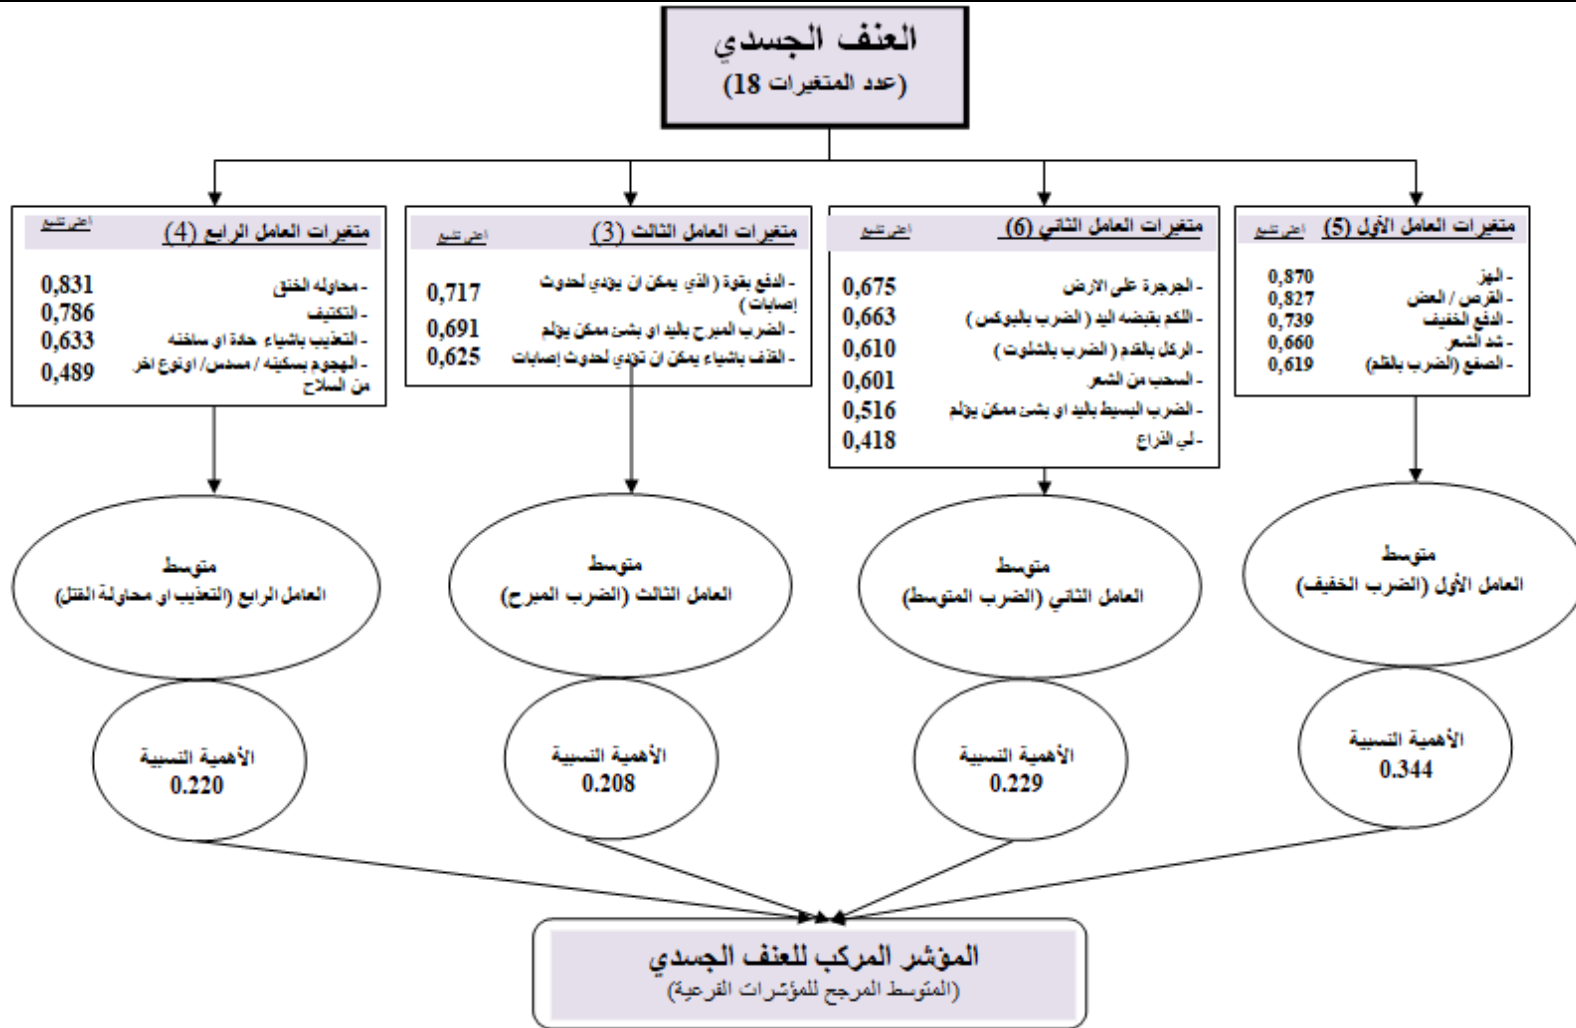 العنف الجسدي
(عدد المتغيرات 18)
متغيرات العامل الأول (5) اعلى تشبع
- الهز 0,870
- القرص / العض 0,827
- الدفع الخفيف 0,739
- شد الشعر 0,660
- الصفع (الضرب بالقلم) 0,619
متغيرات العامل الثاني (6) اعلى تشبع
- الجرجرة على الارض 0,675
- اللكم بقبضه اليد ( الضرب بالبوكس ) 0,663
- الركل بالقدم ( الضرب بالشلوت ) 0,610
- السحب من الشعر 0,601
- الضرب البسيط باليد او بشئ ممكن يؤلم 0,516
- لي الذراع 0,418
متغيرات العامل الثالث (3) اعلى تشبع
- الدفع بقوة ( الذي يمكن ان يؤدي لحدوث
إصابات ) 0,717
- الضرب المبرح باليد او بشئ ممكن يؤلم 0,691
- القذف باشياء يمكن ان تؤدي لحدوث إصابات 0,625
متغيرات العامل الرابع (4) اعلى تشبع
- محاوله الخنق 0,831
- التكتيف 0,786
- التعذيب باشياء حادة او ساخنه 0,633
- الهجوم بسكينه / مسدس/ اونوع اخر
من السلاح 0,489
متوسط
العامل الأول (الضرب الخفيف)
متوسط
العامل الثاني (الضرب المتوسط)
متوسط
العامل الثالث (الضرب المبرح)
متوسط
العامل الرابع (التعذيب او محاولة القتل)
الأهمية النسبية
0.344
الأهمية النسبية
0.229
الأهمية النسبية
0.208
الأهمية النسبية
0.220
المؤشر المركب للعنف الجسدي
(المتوسط المرجح للمؤشرات الفرعية)